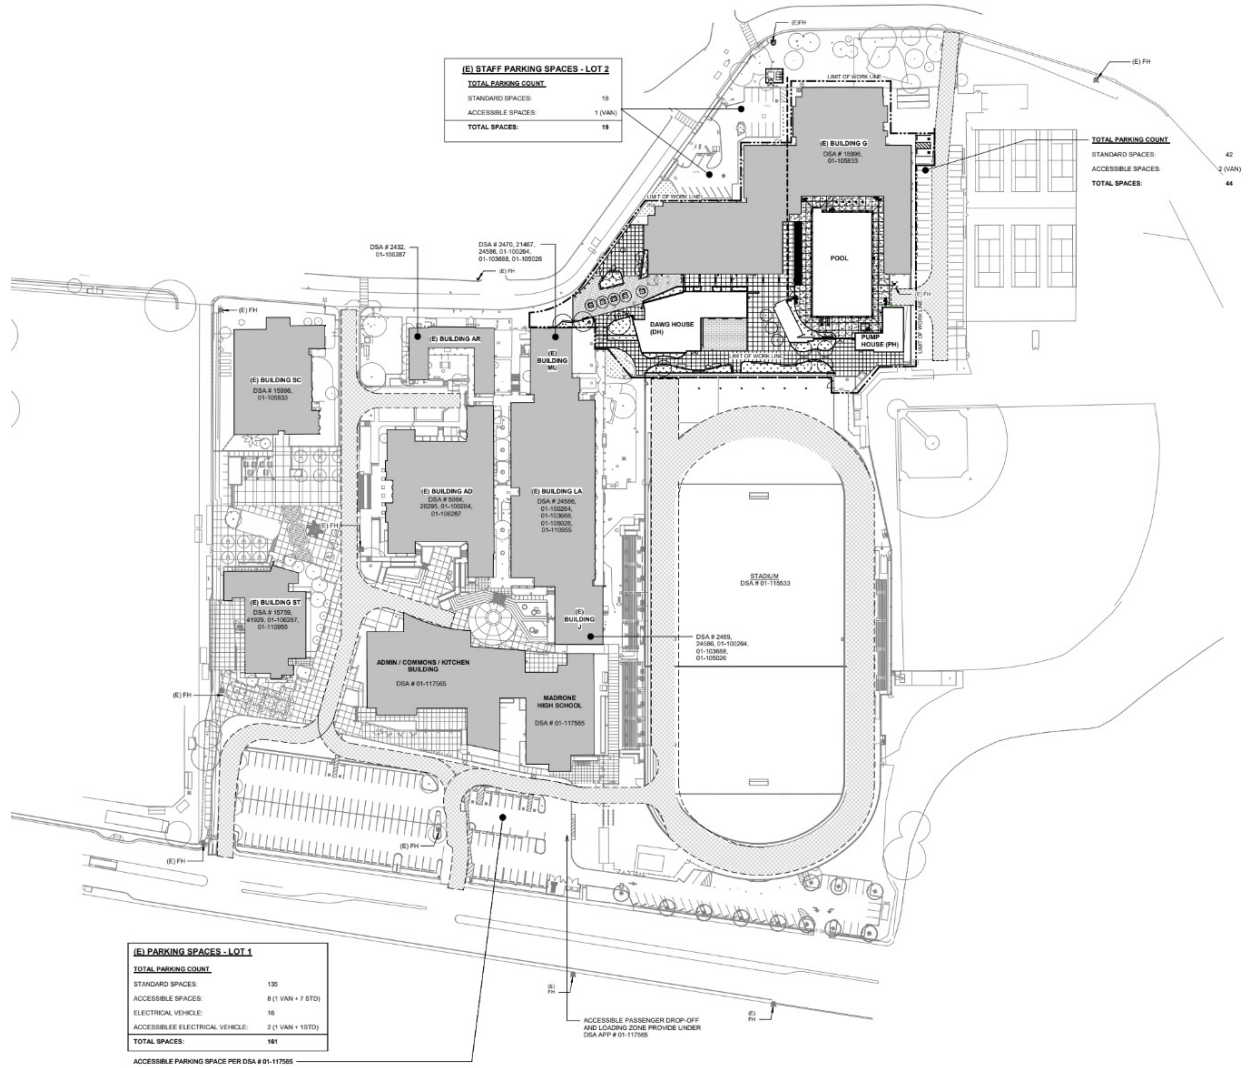 (E) FH
(E) STAFF PARKING SPACES - LOT 2
TOTAL PARKING COUNT
STANDARD SPACES: 18
ACCESSIBLE SPACES: 1 (VAN)
TOTAL SPACES: 19
(E) FH
LIMIT OF WORK LINE
(E) BUILDING G
DSA # 15996,
01-105833
TOTAL PARKING COUNT
STANDARD SPACES: 42
ACCESSIBLE SPACES: 2 (VAN)
TOTAL SPACES: 44
LIMIT OF WORK LINE
DSA # 2432,
01-106287
DSA # 2470, 21467,
24586, 01-100264,
01-103688, 01-105026
(E) FH
POOL
(E) FH
(E) FH
DAWG HOUSE
(DH)
PUMP
HOUSE (PH)
LIMIT OF WORK LINE
LIMIT OF WORK LINE
(E) BUILDING AR
(E)
BUILDING
MU
(E) BUILDING SC
DSA # 15996,
01-105833
(E) BUILDING AD
DSA # 5984,
20295, 01-100264,
01-106287
(E) BUILDING LA
DSA # 24586,
01-100264,
01-103688,
01-105026,
01-110955
(E) FH
STADIUM
DSA # 01-115633
(E) BUILDING ST
DSA # 15759,
41929, 01-106287,
01-110955
(E)
BUILDING
J
DSA # 2469,
24586, 01-100264,
01-103688,
01-105026
ADMIN / COMMONS / KITCHEN
BUILDING
DSA # 01-117565
MADRONE
HIGH SCHOOL
DSA # 01-117565
(E) FH
(E) FH
(E) FH
(E) PARKING SPACES - LOT 1
TOTAL PARKING COUNT
STANDARD SPACES: 135
ACCESSIBLE SPACES: 8 (1 VAN + 7 STD)
ELECTRICAL VEHICLE: 16
ACCESSIBLEE ELECTRICAL VEHICLE: 2 (1 VAN + 1STD)
TOTAL SPACES: 161
ACCESSIBLE PARKING SPACE PER DSA # 01-117565
(E)
FH
ACCESSIBLE PASSENGER DROP-OFF
AND LOADING ZONE PROVIDE UNDER
DSA APP # 01-117565
(E)
FH